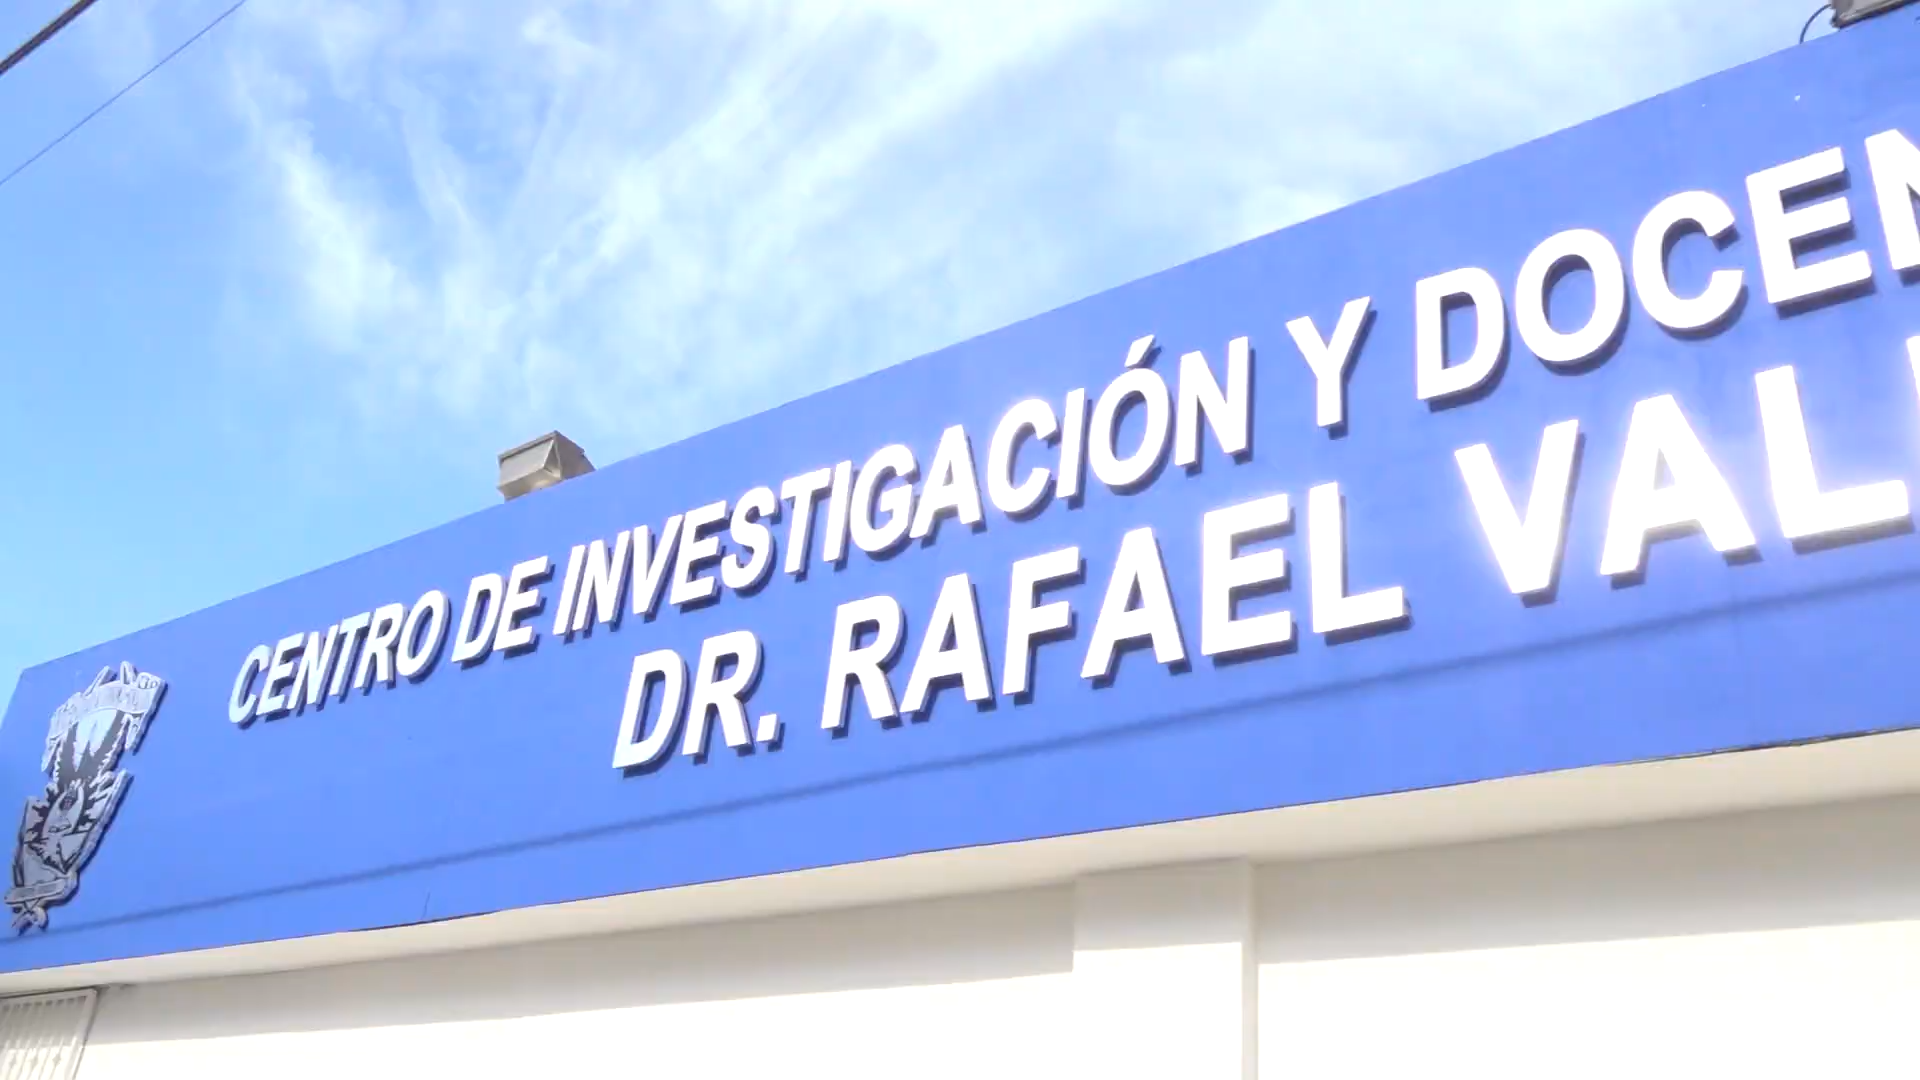 CENTRO DE INVESTIGACIÓN Y DOCEN
DR. RAFAEL VAL